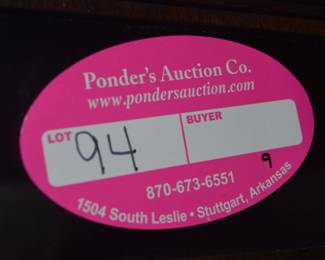 Ponder's Auction Co.
www.pondersauction.com
LOT 94 BUYER
870-673-6551 9
1504 South Leslie • Stuttgart, Arkansas